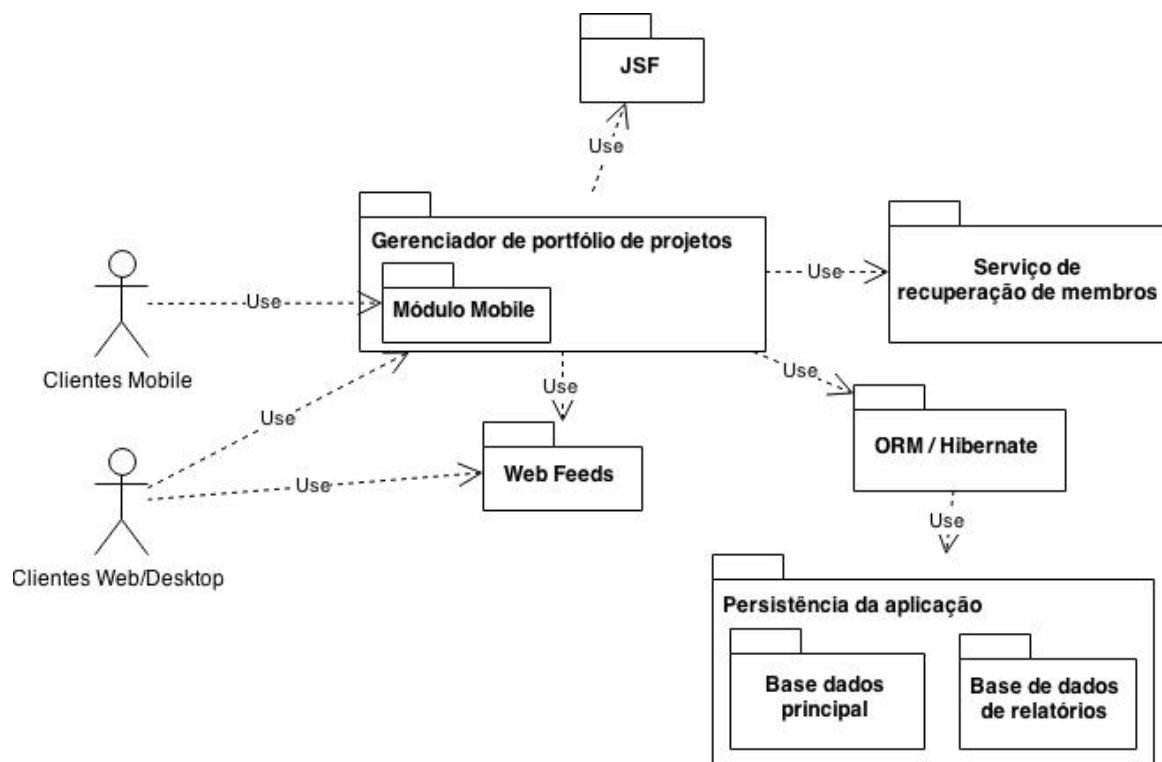 JSF
Use
Gerenciador de portfólio de projetos
Módulo Mobile
Use
Serviço de
recuperação de membros
Use
Clientes Mobile
Use
Use
Use
ORM / Hibernate
Web Feeds
Use
Clientes Web/Desktop
Use
Persistência da aplicação
Base dados
principal
Base de dados
de relatórios